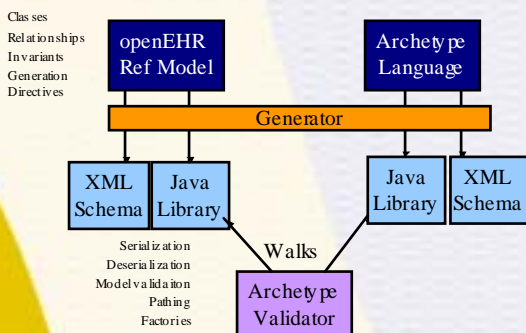 Classes
Relationships
Invariants
Generation
Directives
openEHR
Ref Model
Archetype
Language
Generator
XML
Schema
Java
Library
Java
Library
XML
Schema
Serialization
Deserialization
Model validaiton
Pathing
Factories
Walks
Archetype
Validator